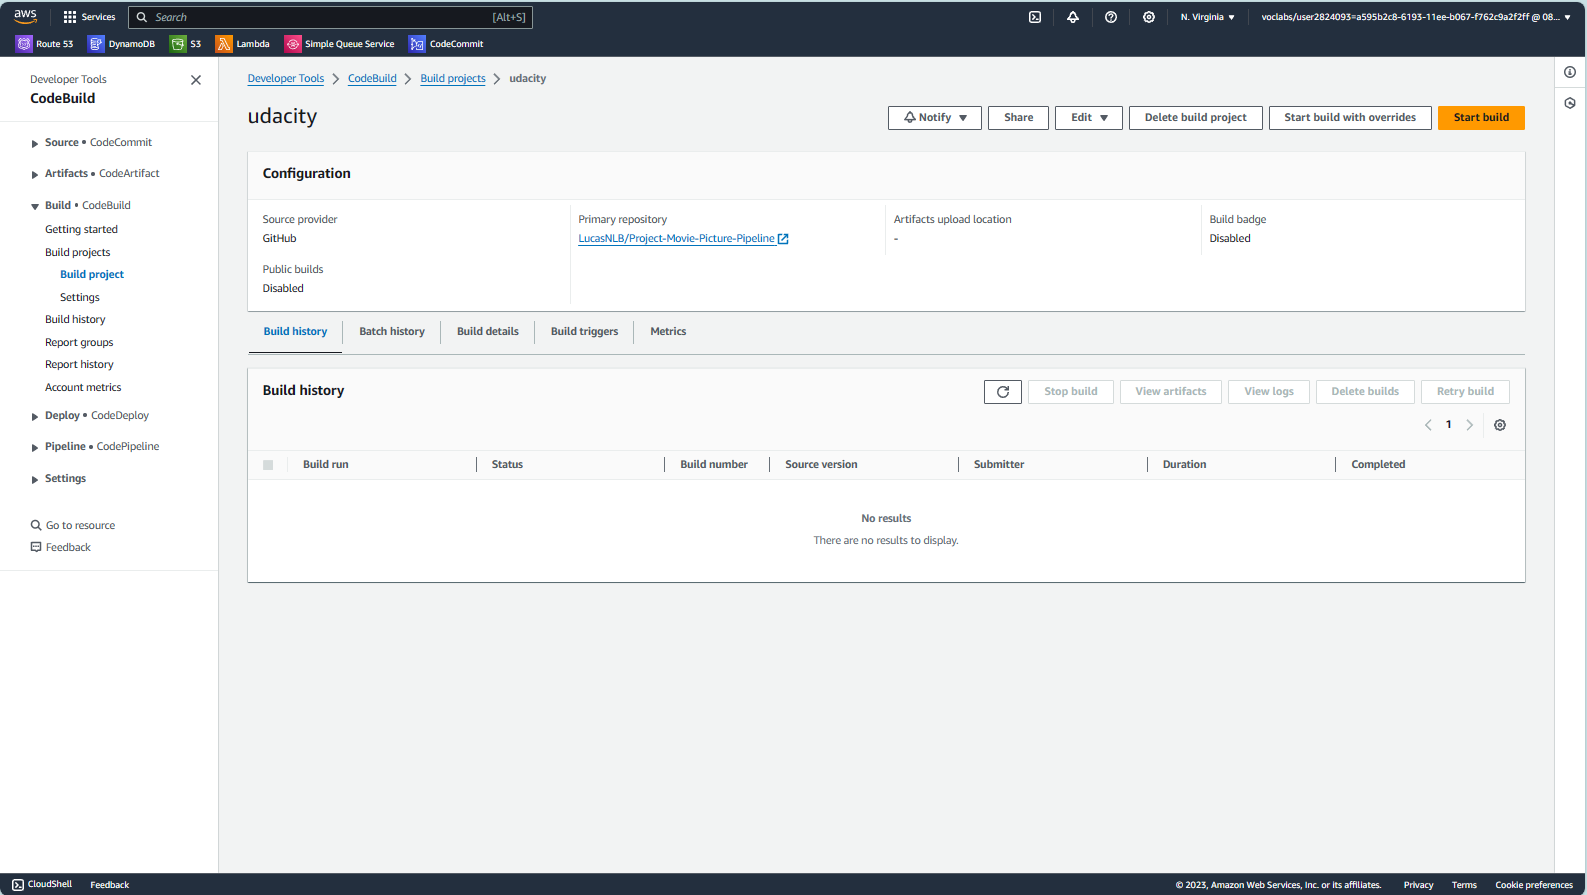 aws
Services
Search
[Alt+S]
N. Virginia
voclabs/user2824093=a595b2c8-6193-11ee-b067-f762c9a2f2ff @ 08...
Route 53
DynamoDB
S3
Lambda
Simple Queue Service
CodeCommit
Developer Tools
CodeBuild
Source • CodeCommit
Artifacts • CodeArtifact
Build • CodeBuild
Getting started
Build projects
Build project
Settings
Build history
Report groups
Report history
Account metrics
Deploy • CodeDeploy
Pipeline • CodePipeline
Settings
Go to resource
Feedback
Developer Tools
CodeBuild
Build projects
udacity
udacity
Notify
Share
Edit
Delete build project
Start build with overrides
Start build
Configuration
Source provider
GitHub
Primary repository
LucasNLB/Project-Movie-Picture-Pipeline
Artifacts upload location
-
Build badge
Disabled
Public builds
Disabled
Build history
Batch history
Build details
Build triggers
Metrics
Build history
Stop build
View artifacts
View logs
Delete builds
Retry build
1
Build run
Status
Build number
Source version
Submitter
Duration
Completed
No results
There are no results to display.
CloudShell
Feedback
© 2023, Amazon Web Services, Inc. or its affiliates.
Privacy
Terms
Cookie preferences